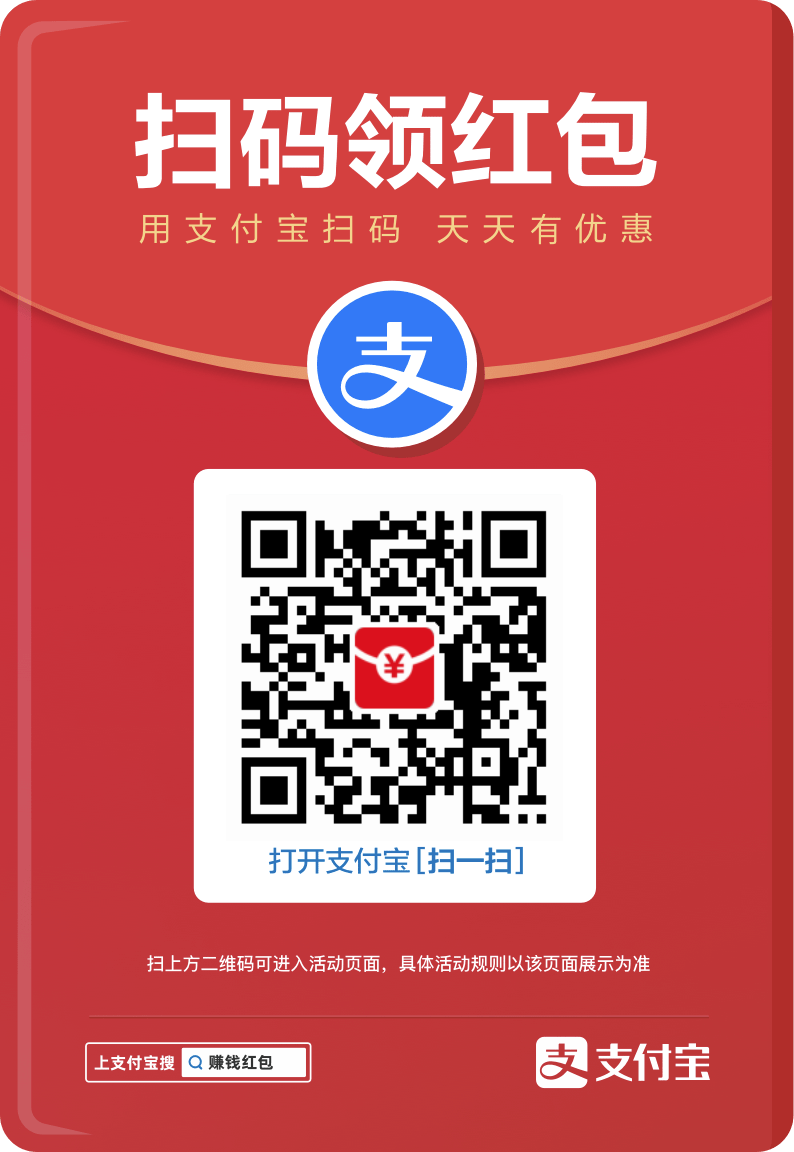 扫码领红包
用支付宝扫码 天天有优惠
支
¥
打开支付宝[扫一扫]
扫上方二维码可进入活动页面，具体活动规则以该页面展示为准
上支付宝搜 赚钱红包
支 支付宝